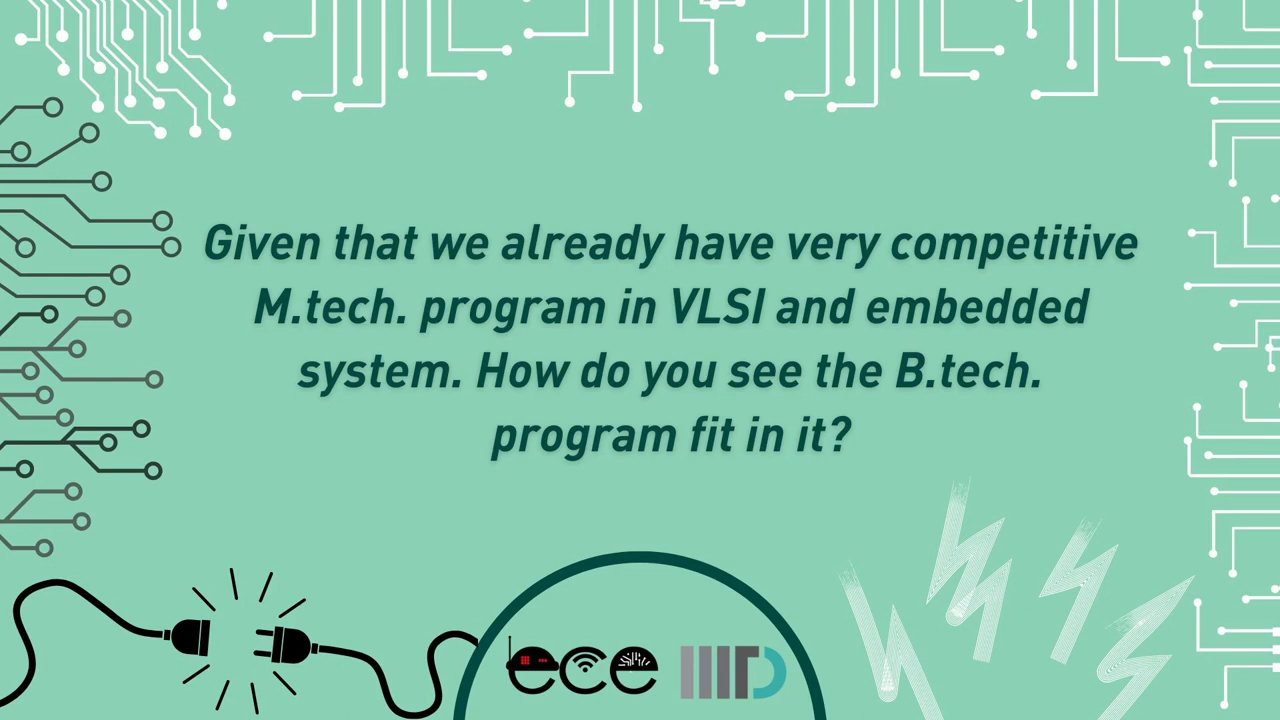 Given that we already have very competitive
M.tech. program in VLSI and embedded
system. How do you see the B.tech.
program fit in it?
ece IIITD